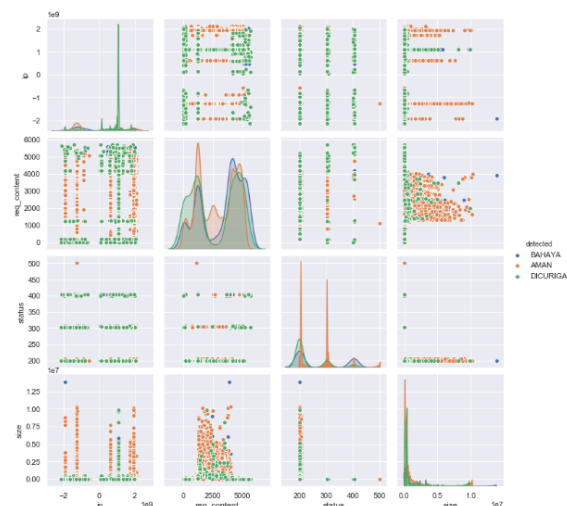 1e9
2
1
0
−1
−2
ip
6000
5000
4000
3000
2000
1000
0
req_content
500
450
400
350
300
250
200
status
1e7
1.25
1.00
0.75
0.50
0.25
0.00
size
−2 0 2
1e9
ip
0 2500 5000
req_content
200 300 400 500
status
0.0 0.5 1.0
1e7
size
detected
BAHAYA
AMAN
DICURIGA